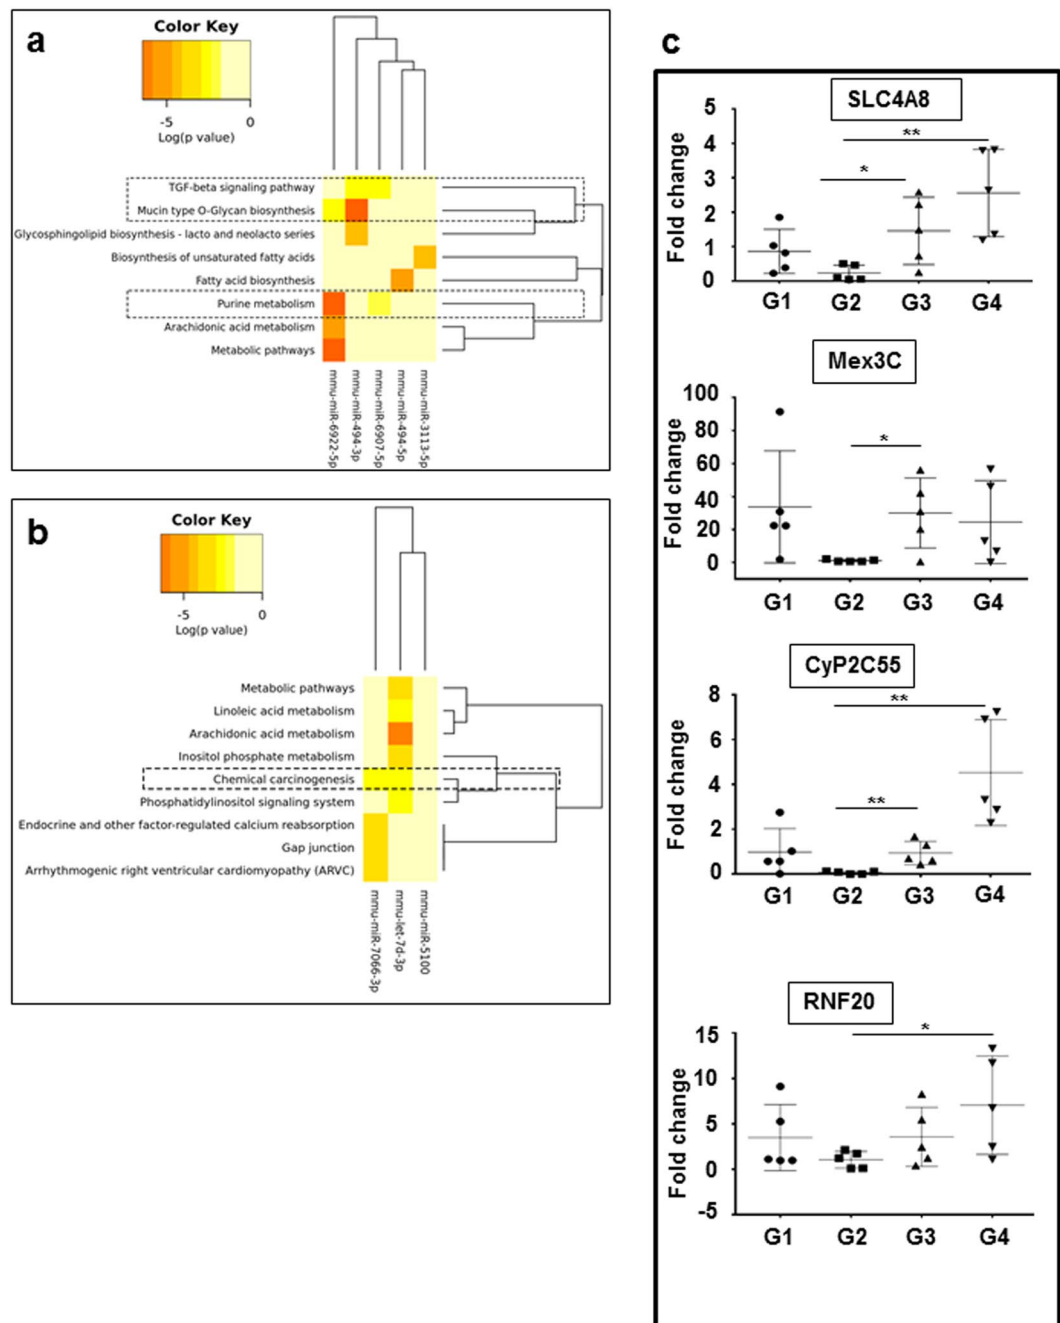 a
Color Key
-5
0
Log(p value)
TGF-beta signaling pathway
Mucin type O-Glycan biosynthesis
Glycosphingolipid biosynthesis - lacto and neolacto series
Biosynthesis of unsaturated fatty acids
Fatty acid biosynthesis
Purine metabolism
Arachidonic acid metabolism
Metabolic pathways
mmu-miR-6922-5p
mmu-miR-494-3p
mmu-miR-6907-5p
mmu-miR-494-5p
mmu-miR-3113-5p
b
Color Key
-5
0
Log(p value)
Metabolic pathways
Linoleic acid metabolism
Arachidonic acid metabolism
Inositol phosphate metabolism
Chemical carcinogenesis
Phosphatidylinositol signaling system
Endocrine and other factor-regulated calcium reabsorption
Gap junction
Arrhythmogenic right ventricular cardiomyopathy (ARVC)
mmu-miR-7066-3p
mmu-let-7d-3p
mmu-miR-5100
c
SLC4A8
Fold change
5
4
3
2
1
0
**
*
G1 G2 G3 G4
Mex3C
Fold change
100
80
60
40
20
0
*
G1 G2 G3 G4
CyP2C55
Fold change
8
6
4
2
0
**
**
G1 G2 G3 G4
RNF20
Fold change
15
10
5
0
-5
*
G1 G2 G3 G4